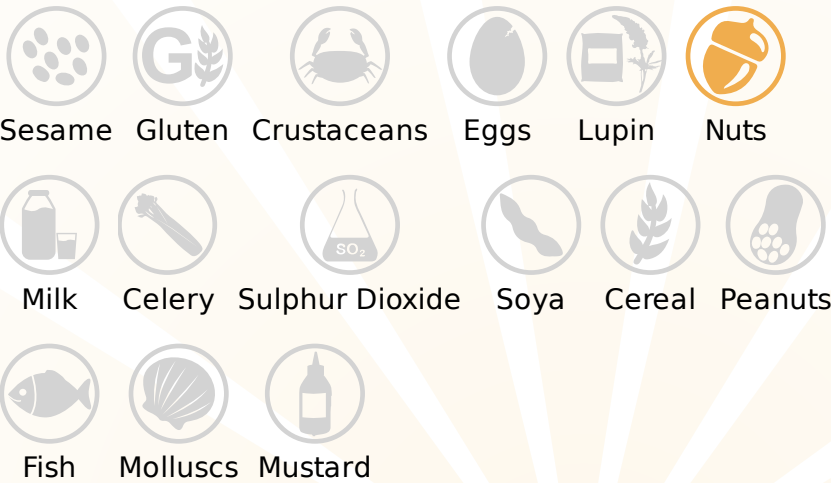 G
Sesame Gluten Crustaceans Eggs Lupin Nuts
SO₂
Milk Celery Sulphur Dioxide Soya Cereal Peanuts
Fish Molluscs Mustard